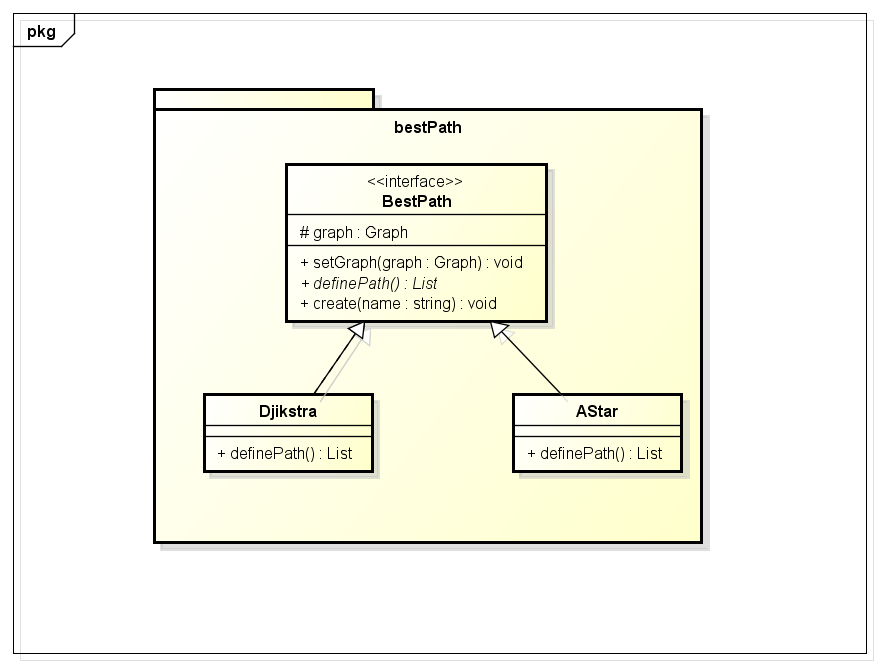 pkg
bestPath
<<interface>>
BestPath
# graph : Graph
+ setGraph(graph : Graph) : void
+ definePath() : List
+ create(name : string) : void
Djikstra
+ definePath() : List
AStar
+ definePath() : List